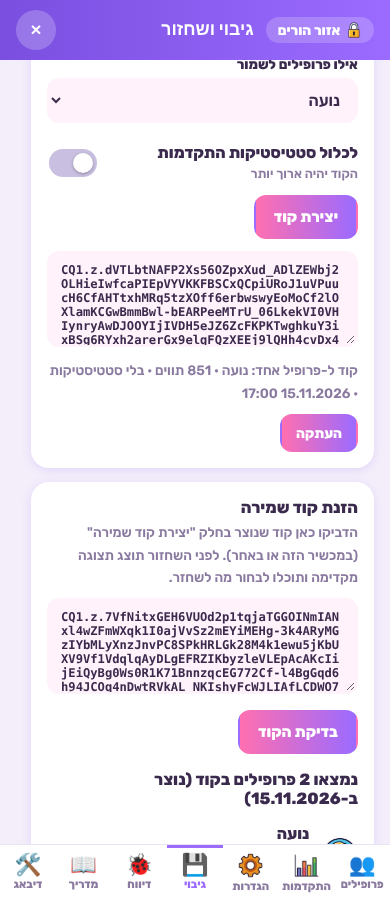 🔒 אזור הורים
גיבוי ושחזור
×
אילו פרופילים לשמור
נועה
לכלול סטטיסטיקות התקדמות
הקוד יהיה ארוך יותר
יצירת קוד
CQ1.z.dVTLbtNAFP2Xs56OZpxXud_ADlZEWbj2
OLHieIwfcaPIEpVYVKKFBSCxQCpiURoJ1uVPuu
cH6CfAHTtxhMRq5tzXOff6erbwswyEoMoCf2lO
XlamKCGwBmmBwl-bEARPeeMTrU_06LkekVI0VH
IynryAwDJOOYIjIVDH5eJZ6ZcFKPKTwghkuY3i
קוד ל-פרופיל אחד: נועה • 851 תווים • בלי סטטיסטיקות
• 15.11.2026 17:00
העתקה
הזנת קוד שמירה
הדביקו כאן קוד שנוצר בחלק "יצירת קוד שמירה"
(במכשיר הזה או באחר). לפני השחזור תוצג תצוגה
מקדימה ותוכלו לבחור מה לשחזר.
CQ1.z.7VfNitxGEH6VUOd2p1tqjaTGGOINmIAN
xl4wZFmWXqk1I0ajVvSz2mEYiMEHg-3k4ARyMG
zIYbMLyXnzJnvPC8SPkHRLGk28M4k1ewu5jKbU
XV9Vf1VdqlqAyDLgEFRZIKbyzleVLEpAcAKcIi
jEiQyBg0Ws0R1K71BnnzqcEG772Cf-l4BgGqd6
בדיקת הקוד
נמצאו 2 פרופילים בקוד (נוצר
ב-15.11.2026)
נועה
פרופילים
התקדמות
הגדרות
גיבוי
דיווח
מדריך
דיבאג